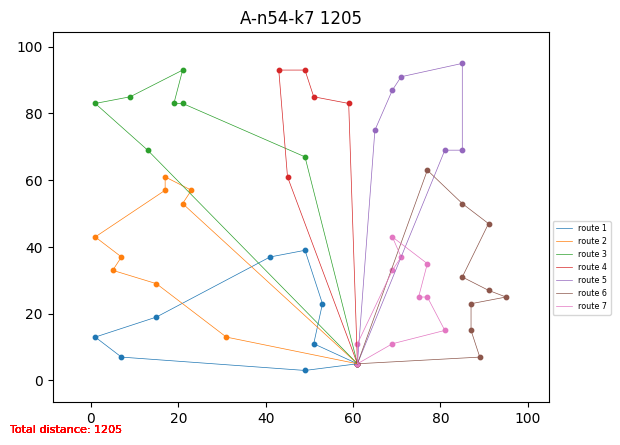 A-n54-k7 1205
100
80
60
40
20
0
0 20 40 60 80 100
route 1
route 2
route 3
route 4
route 5
route 6
route 7
Total distance: 1205